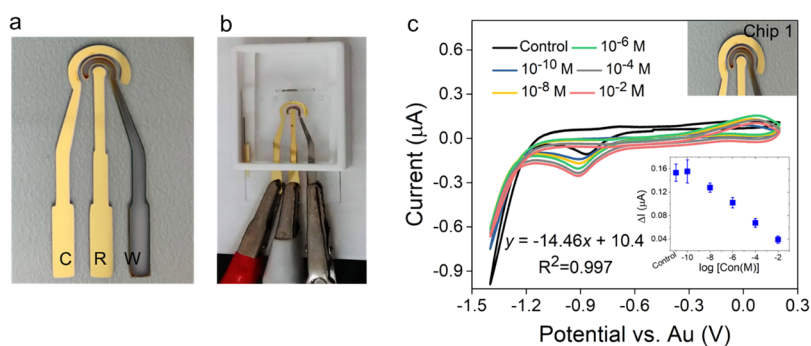 a
b
c
C R W
Chip 1
Control
10⁻¹⁰ M
10⁻⁸ M
10⁻⁶ M
10⁻⁴ M
10⁻² M
Current (μA)
0.6
0.3
0.0
-0.3
-0.6
-0.9
y = -14.46x + 10.4
R²=0.997
ΔI (μA)
0.16
0.12
0.08
0.04
Control
-10 -8 -6 -4 -2
log [Con(M)]
-1.5 -1.2 -0.9 -0.6 -0.3 0.0 0.3
Potential vs. Au (V)